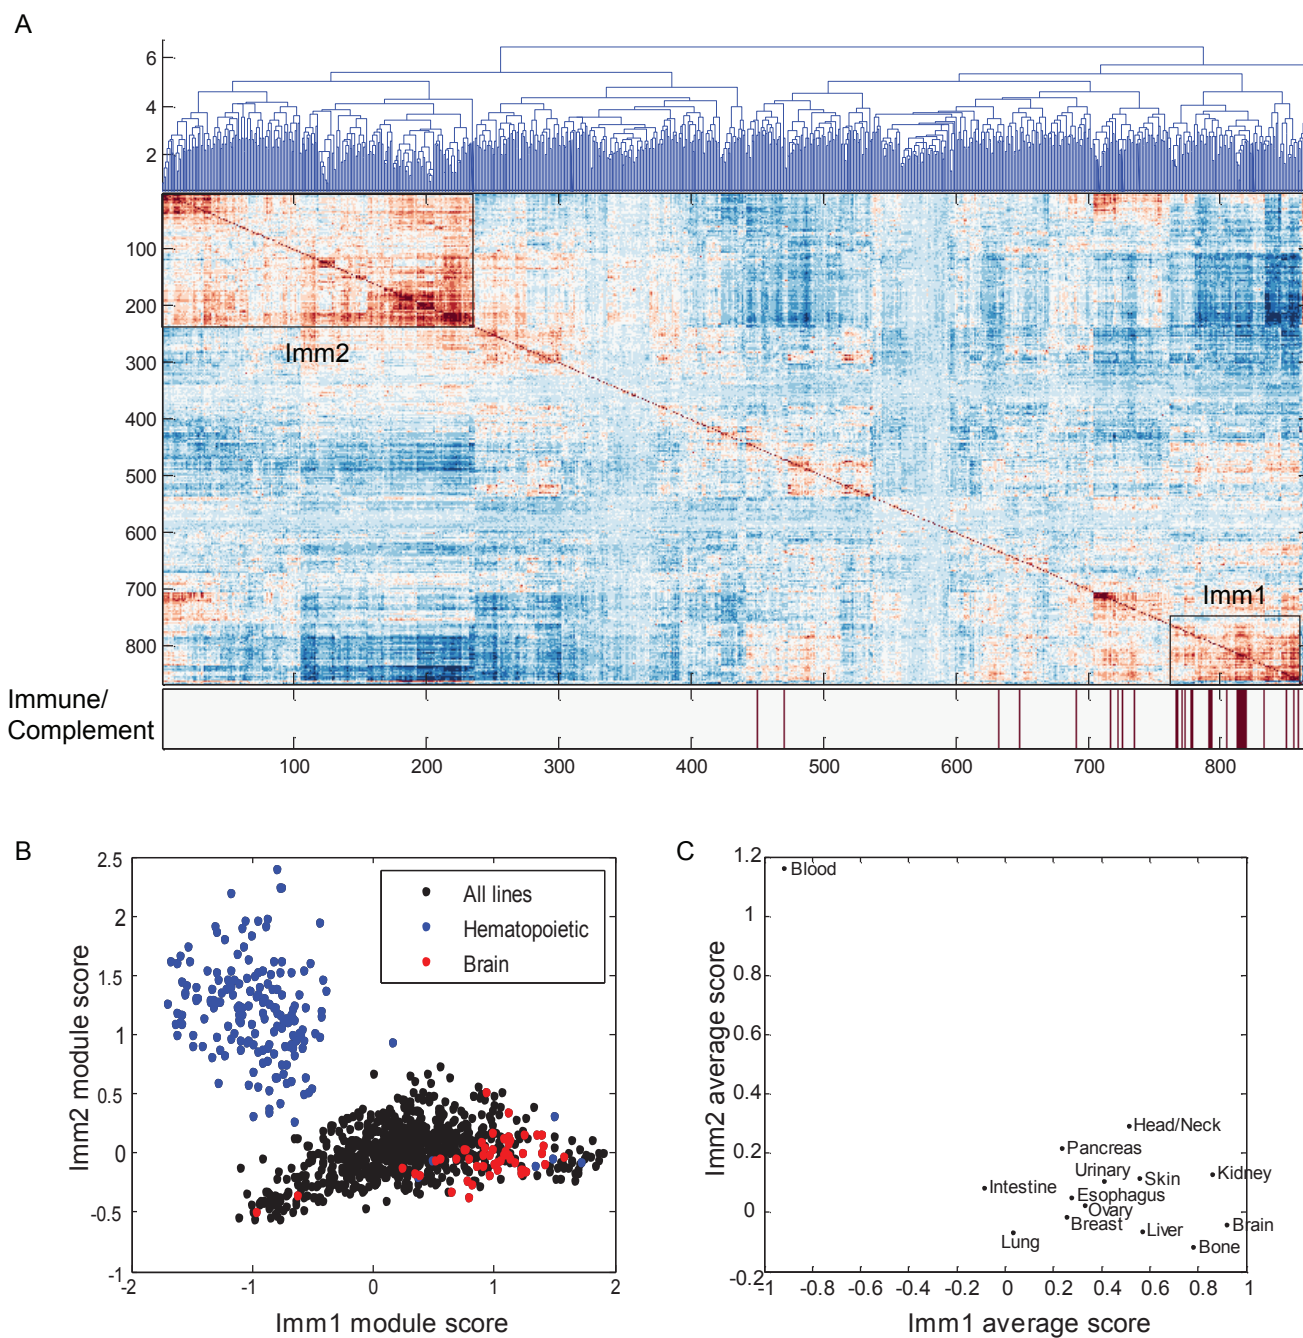 A
6
4
2
100
200
300
400
500
600
700
800
Imm2
Imm1
Immune/
Complement
100 200 300 400 500 600 700 800
B
2.5
2
1.5
1
0.5
0
-0.5
-1
-2 -1 0 1 2
Imm2 module score
Imm1 module score
All lines
Hematopoietic
Brain
C
1.2
1
0.8
0.6
0.4
0.2
0
-0.2
-1 -0.8 -0.6 -0.4 -0.2 0 0.2 0.4 0.6 0.8 1
Imm2 average score
Imm1 average score
Blood
Head/Neck
Pancreas
Urinary
Skin
Kidney
Intestine
Esophagus
Ovary
Breast
Liver
Brain
Lung
Bone